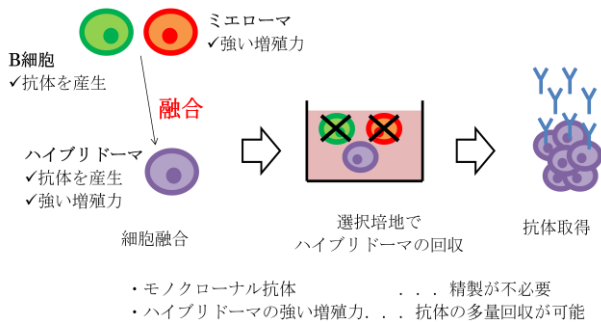 ミエローマ
✓強い増殖力
B細胞
✓抗体を産生
融合
ハイブリドーマ
✓抗体を産生
✓強い増殖力
細胞融合
選択培地で
ハイブリドーマの回収
抗体取得
・モノクローナル抗体 . . . 精製が不必要
・ハイブリドーマの強い増殖力. . . 抗体の多量回収が可能